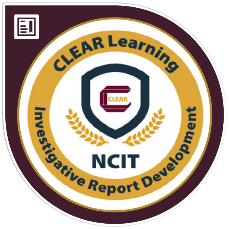 CLEAR Learning
CLEAR
NCIT
Investigative Report Development